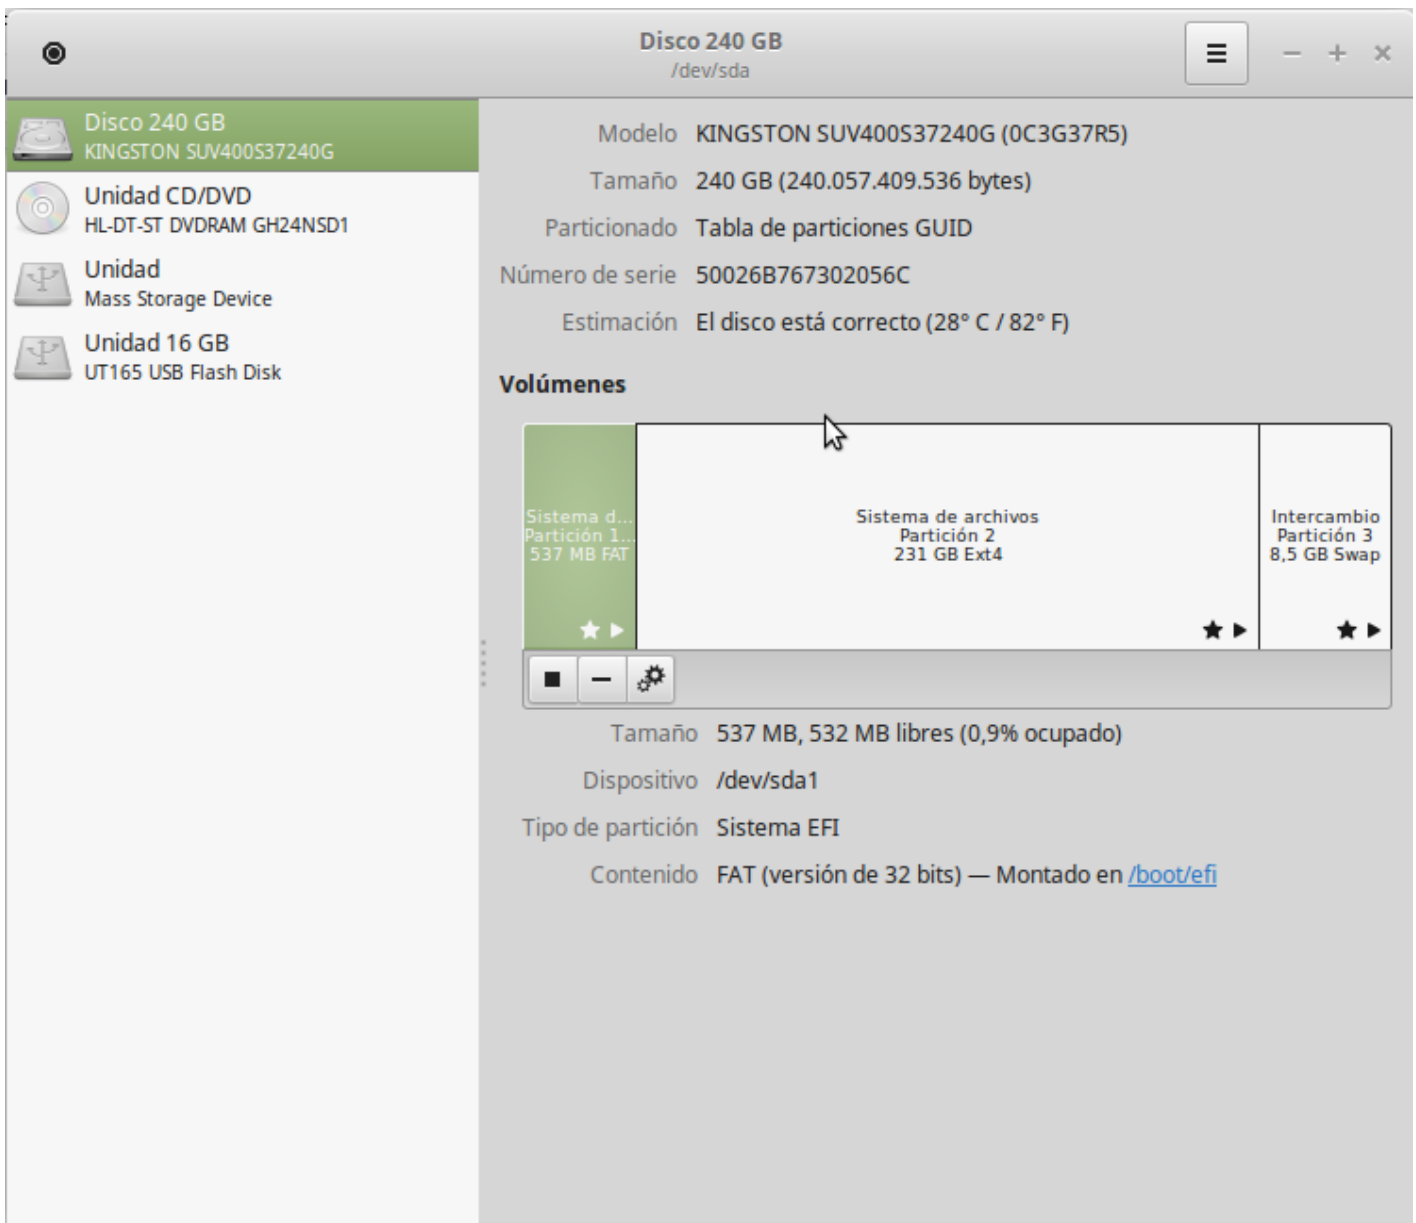 Disco 240 GB
/dev/sda
Disco 240 GB
KINGSTON SUV400S37240G
Unidad CD/DVD
HL-DT-ST DVDRAM GH24NSD1
Unidad
Mass Storage Device
Unidad 16 GB
UT165 USB Flash Disk
Modelo KINGSTON SUV400S37240G (0C3G37R5)
Tamaño 240 GB (240.057.409.536 bytes)
Particionado Tabla de particiones GUID
Número de serie 50026B767302056C
Estimación El disco está correcto (28° C / 82° F)
Volúmenes
Sistema d...
Partición 1...
537 MB FAT
Sistema de archivos
Partición 2
231 GB Ext4
Intercambio
Partición 3
8,5 GB Swap
Tamaño 537 MB, 532 MB libres (0,9% ocupado)
Dispositivo /dev/sda1
Tipo de partición Sistema EFI
Contenido FAT (versión de 32 bits) — Montado en /boot/efi